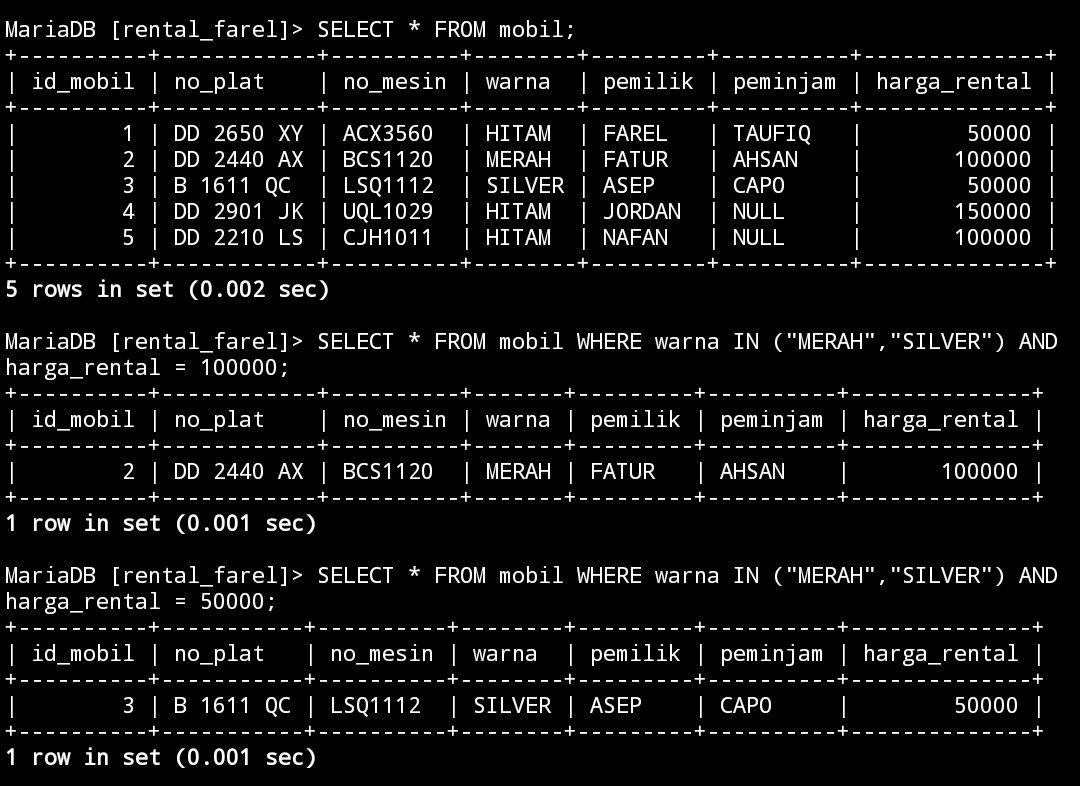 MariaDB [rental_farel]> SELECT * FROM mobil;
+----------+------------+----------+--------+---------+----------+--------------+
| id_mobil | no_plat    | no_mesin | warna  | pemilik | peminjam | harga_rental |
+----------+------------+----------+--------+---------+----------+--------------+
|        1 | DD 2650 XY | ACX3560  | HITAM  | FAREL   | TAUFIQ   |        50000 |
|        2 | DD 2440 AX | BCS1120  | MERAH  | FATUR   | AHSAN    |       100000 |
|        3 | B 1611 QC  | LSQ1112  | SILVER | ASEP    | CAPO     |        50000 |
|        4 | DD 2901 JK | UQL1029  | HITAM  | JORDAN  | NULL     |       150000 |
|        5 | DD 2210 LS | CJH1011  | HITAM  | NAFAN   | NULL     |       100000 |
+----------+------------+----------+--------+---------+----------+--------------+
5 rows in set (0.002 sec)
MariaDB [rental_farel]> SELECT * FROM mobil WHERE warna IN ("MERAH","SILVER") AND
harga_rental = 100000;
+----------+------------+----------+-------+---------+----------+--------------+
| id_mobil | no_plat    | no_mesin | warna | pemilik | peminjam | harga_rental |
+----------+------------+----------+-------+---------+----------+--------------+
|        2 | DD 2440 AX | BCS1120  | MERAH | FATUR   | AHSAN    |       100000 |
+----------+------------+----------+-------+---------+----------+--------------+
1 row in set (0.001 sec)
MariaDB [rental_farel]> SELECT * FROM mobil WHERE warna IN ("MERAH","SILVER") AND
harga_rental = 50000;
+----------+-----------+----------+--------+---------+----------+--------------+
| id_mobil | no_plat   | no_mesin | warna  | pemilik | peminjam | harga_rental |
+----------+-----------+----------+--------+---------+----------+--------------+
|        3 | B 1611 QC | LSQ1112  | SILVER | ASEP    | CAPO     |        50000 |
+----------+-----------+----------+--------+---------+----------+--------------+
1 row in set (0.001 sec)